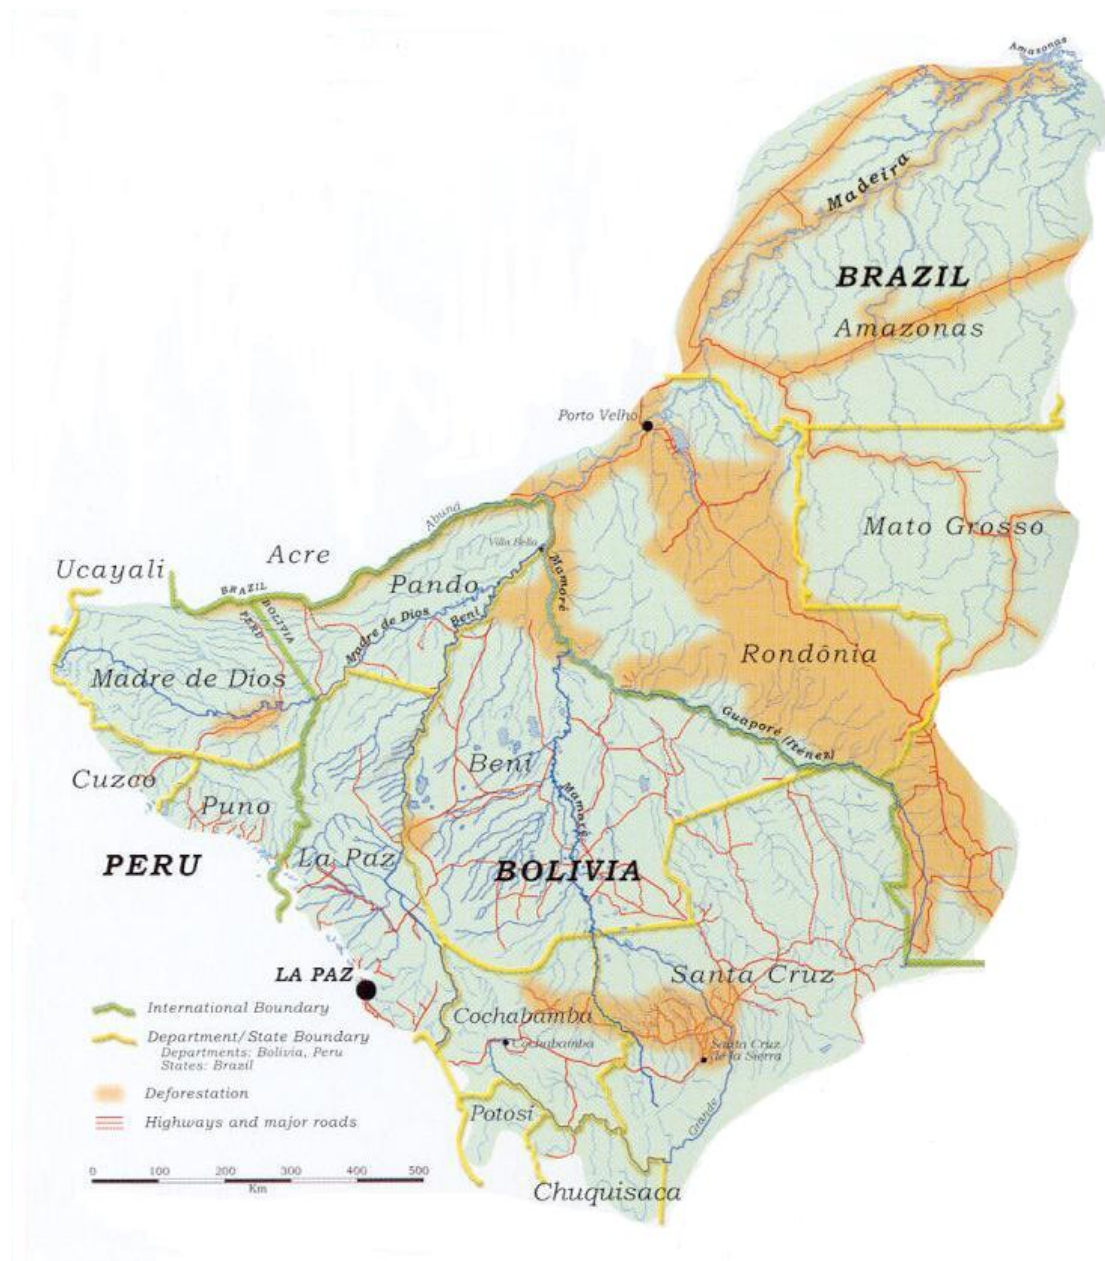 Amazonas
Madeira
BRAZIL
Amazonas
Porto Velho
Abuná
Mato Grosso
Acre
Villa Bella
Ucayali
BRAZIL
BOLIVIA
PERU
Pando
Mamoré
Madre de Dios
Beni
Rondônia
Madre de Dios
Guaporé (Iténez)
Cuzco
Beni
Puno
Mamoré
La Paz
PERU
BOLIVIA
LA PAZ
Santa Cruz
International Boundary
Cochabamba
Department/State Boundary
Departments: Bolivia, Peru
States: Brazil
Cochabamba
Santa Cruz
de la Sierra
Deforestation
Highways and major roads
Potosí
Grande
0 100 200 300 400 500
Km
Chuquisaca